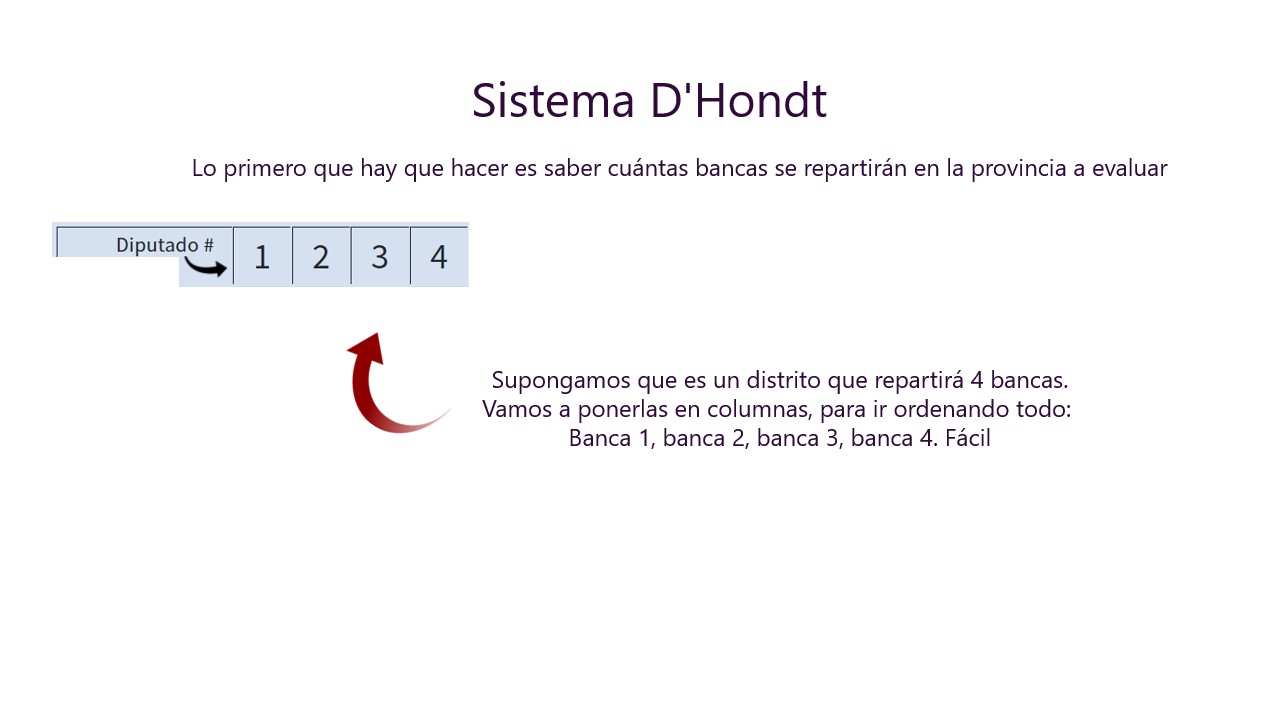 Sistema D'Hondt
Lo primero que hay que hacer es saber cuántas bancas se repartirán en la provincia a evaluar
Diputado # 1 2 3 4
Supongamos que es un distrito que repartirá 4 bancas.
Vamos a ponerlas en columnas, para ir ordenando todo:
Banca 1, banca 2, banca 3, banca 4. Fácil